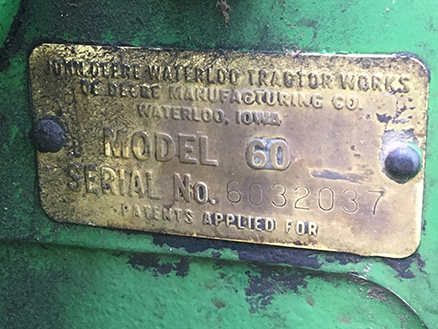 JOHN DEERE WATERLOO TRACTOR WORKS
OF DEERE MANUFACTURING CO.
WATERLOO, IOWA
MODEL 60
SERIAL No. 6032037
PATENTS APPLIED FOR